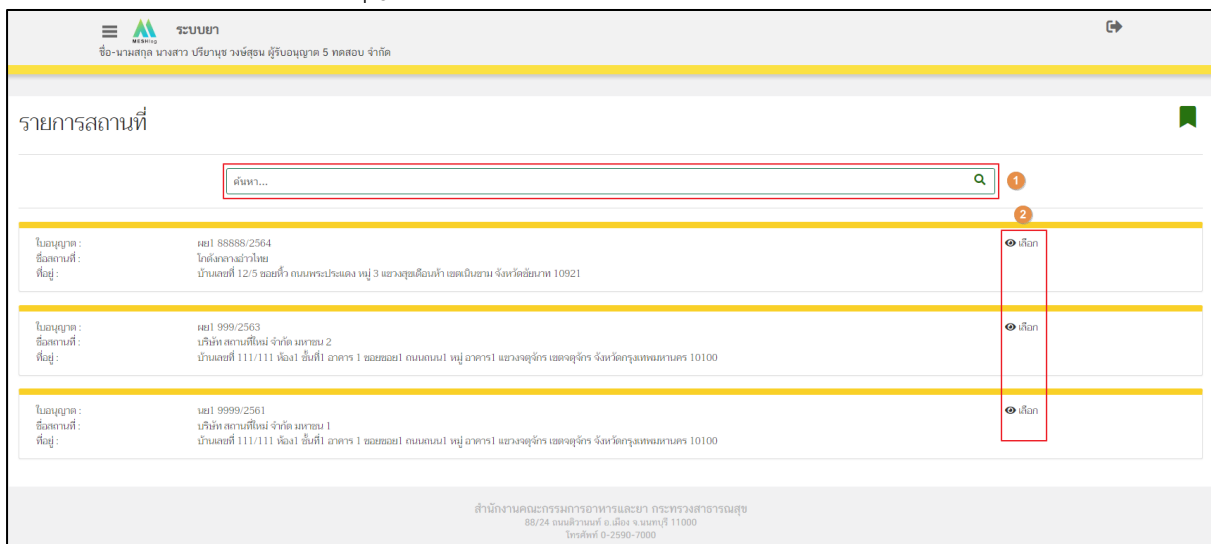 MESHlog
ระบบยา
ชื่อ-นามสกุล นางสาว ปรียานุช วงษ์สุธน ผู้รับอนุญาต 5 ทดสอบ จำกัด
รายการสถานที่
ค้นหา...
1
2
ใบอนุญาต : ผย1 88888/2564 เลือก
ชื่อสถานที่ : โกดังกลางอ่าวไทย
ที่อยู่ : บ้านเลขที่ 12/5 ซอยหิ้ว ถนนพระประแดง หมู่ 3 แขวงสุขเดือนห้า เขตเนินขาม จังหวัดชัยนาท 10921
ใบอนุญาต : ผย1 999/2563 เลือก
ชื่อสถานที่ : บริษัท สถานที่ใหม่ จำกัด มหาชน 2
ที่อยู่ : บ้านเลขที่ 111/111 ห้อง1 ชั้นที่1 อาคาร 1 ซอยซอย1 ถนนถนน1 หมู่ อาคาร1 แขวงจตุจักร เขตจตุจักร จังหวัดกรุงเทพมหานคร 10100
ใบอนุญาต : นย1 9999/2561 เลือก
ชื่อสถานที่ : บริษัท สถานที่ใหม่ จำกัด มหาชน 1
ที่อยู่ : บ้านเลขที่ 111/111 ห้อง1 ชั้นที่1 อาคาร 1 ซอยซอย1 ถนนถนน1 หมู่ อาคาร1 แขวงจตุจักร เขตจตุจักร จังหวัดกรุงเทพมหานคร 10100
สำนักงานคณะกรรมการอาหารและยา กระทรวงสาธารณสุข
88/24 ถนนติวานนท์ อ.เมือง จ.นนทบุรี 11000
โทรศัพท์ 0-2590-7000